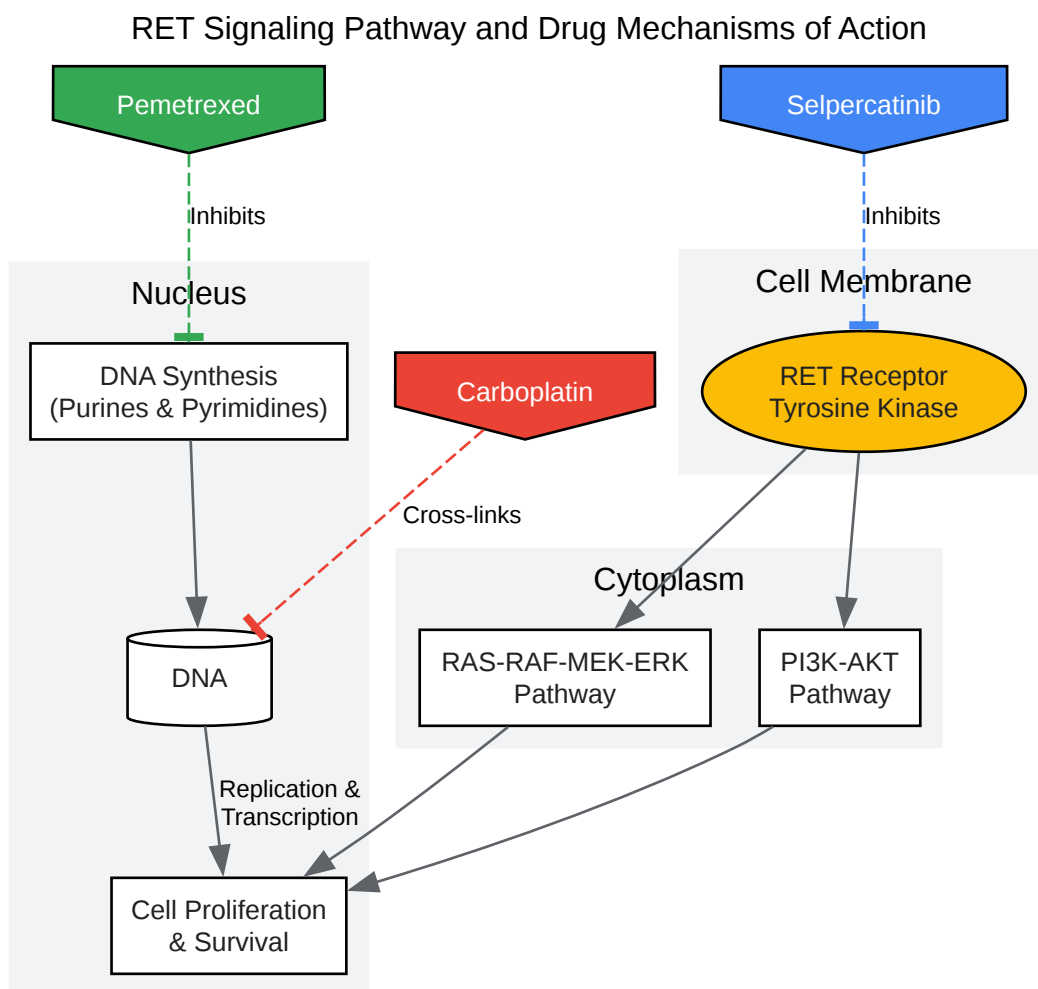 RET Signaling Pathway and Drug Mechanisms of Action
Pemetrexed
Selpercatinib
Inhibits
Inhibits
Nucleus
Cell Membrane
DNA Synthesis
(Purines & Pyrimidines)
Carboplatin
RET Receptor
Tyrosine Kinase
Cross-links
Cytoplasm
DNA
RAS-RAF-MEK-ERK
Pathway
PI3K-AKT
Pathway
Replication &
Transcription
Cell Proliferation
& Survival